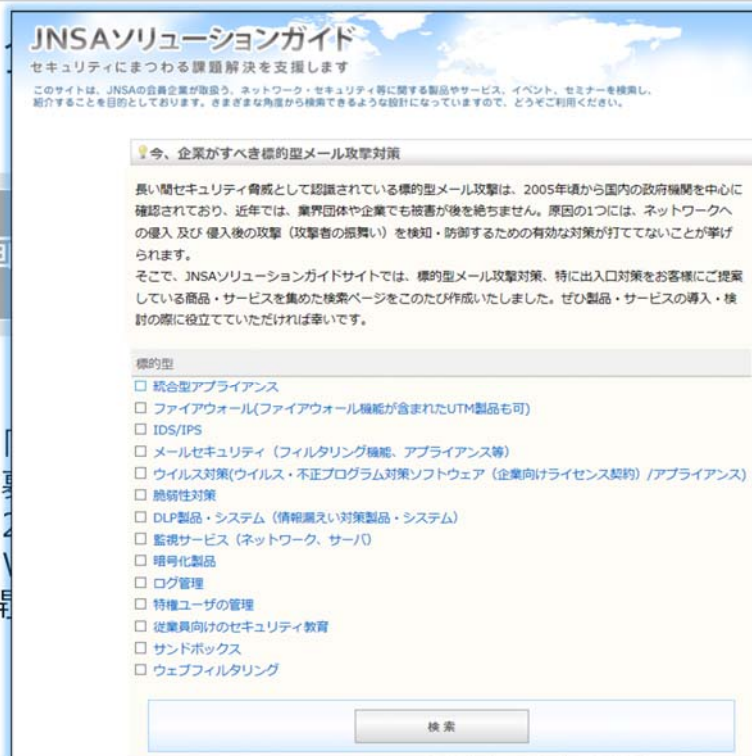 JNSAソリューションガイド
セキュリティにまつわる課題解決を支援します
このサイトは、JNSAの会員企業が取扱う、ネットワーク・セキュリティ等に関する製品やサービス、イベント、セミナーを検索し、
紹介することを目的としております。さまざまな角度から検索できるような設計になっていますので、どうぞご利用ください。
今、企業がすべき標的型メール攻撃対策
長い間セキュリティ脅威として認識されている標的型メール攻撃は、2005年頃から国内の政府機関を中心に
確認されており、近年では、業界団体や企業でも被害が後を絶ちません。原因の1つには、ネットワークへ
の侵入 及び 侵入後の攻撃（攻撃者の振舞い）を検知・防御するための有効な対策が打ててないことが挙げ
られます。
そこで、JNSAソリューションガイドサイトでは、標的型メール攻撃対策、特に出入口対策をお客様にご提案
している商品・サービスを集めた検索ページをこのたび作成いたしました。ぜひ製品・サービスの導入・検
討の際に役立てていただければ幸いです。
標的型
統合型アプライアンス
ファイアウォール(ファイアウォール機能が含まれたUTM製品も可)
IDS/IPS
メールセキュリティ（フィルタリング機能、アプライアンス等）
ウイルス対策(ウイルス・不正プログラム対策ソフトウェア（企業向けライセンス契約）/アプライアンス)
脆弱性対策
DLP製品・システム（情報漏えい対策製品・システム）
監視サービス（ネットワーク、サーバ）
暗号化製品
ログ管理
特権ユーザの管理
従業員向けのセキュリティ教育
サンドボックス
ウェブフィルタリング
検 索